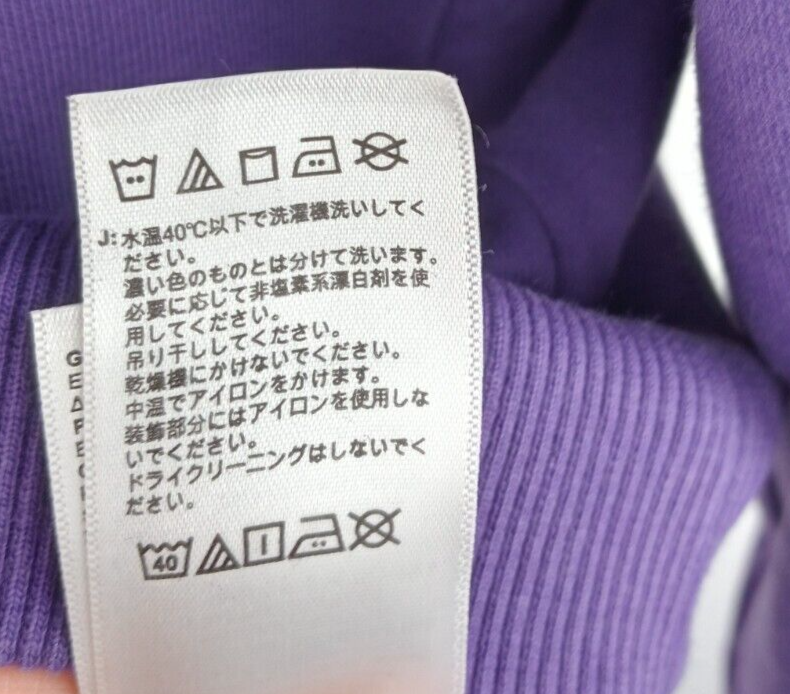 J: 水温40℃以下で洗濯機洗いしてく
ださい。
濃い色のものとは分けて洗います。
必要に応じて非塩素系漂白剤を使
用してください。
吊り干ししてください。
乾燥機にかけないでください。
中温でアイロンをかけます。
装飾部分にはアイロンを使用しな
いでください。
ドライクリーニングはしないでく
ださい。
40